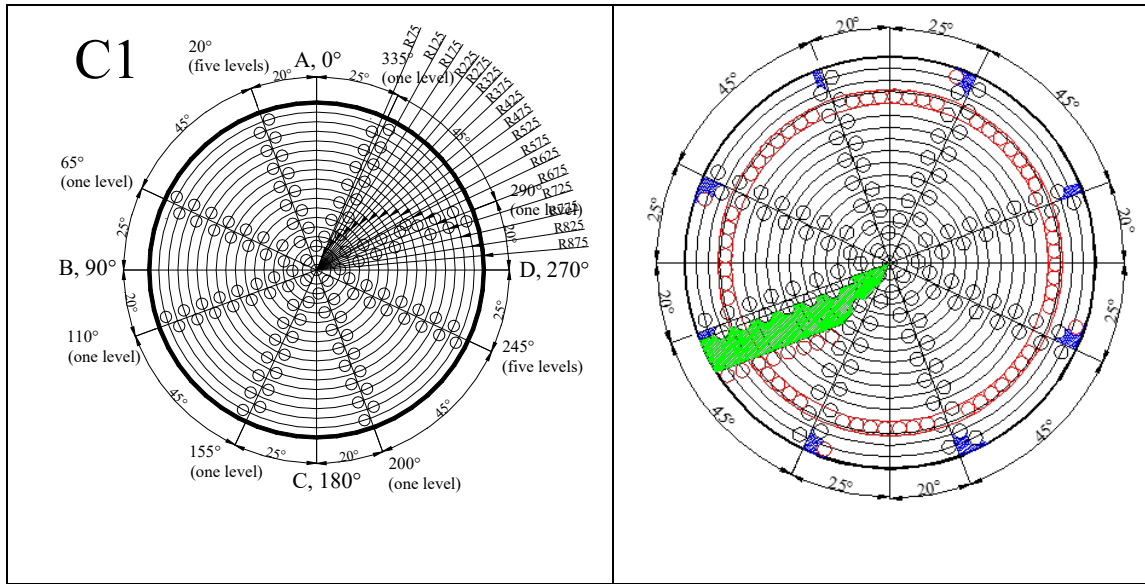 C1
20°
(five levels)
A, 0°
335°
(one level)
R75
R125
R175
R225
R275
R325
R375
R425
R475
R525
R575
R625
R675
R725
R775
R825
R875
20°
25°
45°
45°
65°
(one level)
290°
(one level)
25°
20°
B, 90°
D, 270°
20°
25°
110°
(one level)
245°
(five levels)
45°
45°
155°
(one level)
25°
20°
200°
(one level)
C, 180°
20°
25°
45°
45°
25°
20°
20°
25°
45°
45°
25°
20°